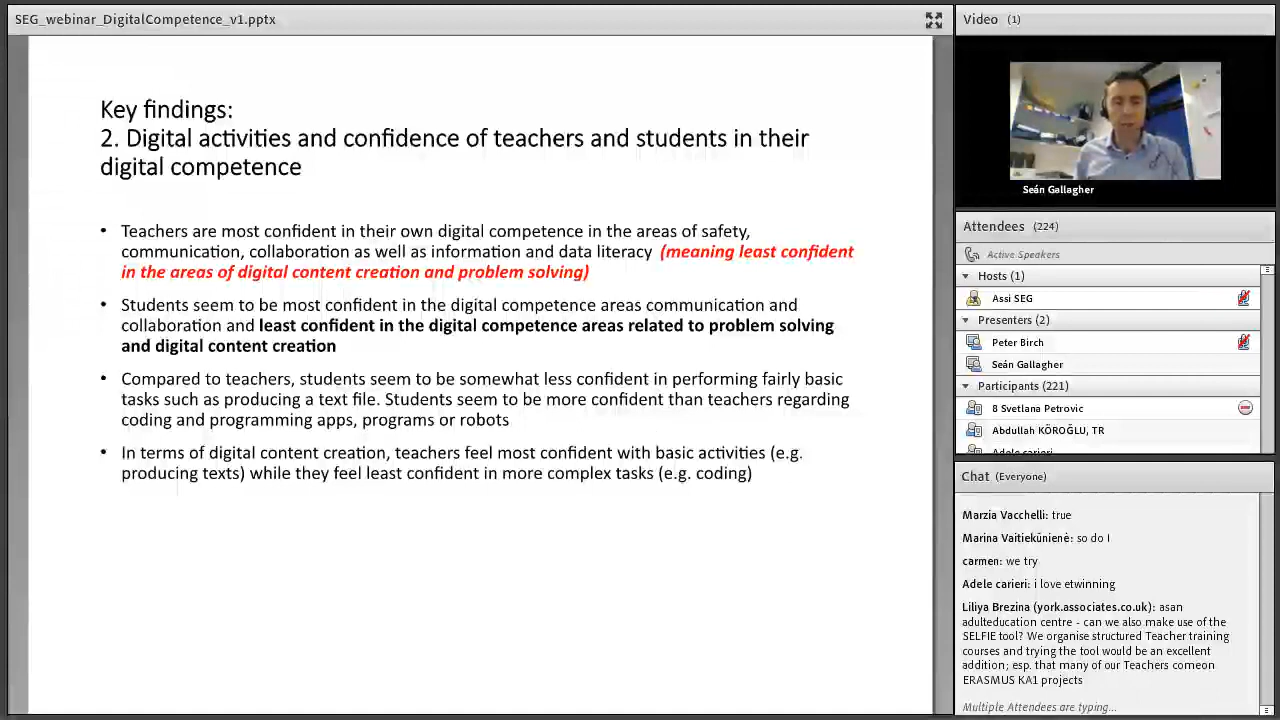 SEG_webinar_DigitalCompetence_v1.pptx
Key findings:
2. Digital activities and confidence of teachers and students in their
digital competence
• Teachers are most confident in their own digital competence in the areas of safety,
communication, collaboration as well as information and data literacy (meaning least confident
in the areas of digital content creation and problem solving)
• Students seem to be most confident in the digital competence areas communication and
collaboration and least confident in the digital competence areas related to problem solving
and digital content creation
• Compared to teachers, students seem to be somewhat less confident in performing fairly basic
tasks such as producing a text file. Students seem to be more confident than teachers regarding
coding and programming apps, programs or robots
• In terms of digital content creation, teachers feel most confident with basic activities (e.g.
producing texts) while they feel least confident in more complex tasks (e.g. coding)
Video (1)
Seán Gallagher
Attendees (224)
Active Speakers
Hosts (1)
Assi SEG
Presenters (2)
Peter Birch
Seán Gallagher
Participants (221)
8 Svetlana Petrovic
Abdullah KÖROĞLU, TR
Adele carieri
Chat (Everyone)
Marzia Vacchelli: true
Marina Vaitiekūnienė: so do I
carmen: we try
Adele carieri: i love etwinning
Liliya Brezina (york.associates.co.uk): asan
adulteducation centre - can we also make use of the
SELFIE tool? We organise structured Teacher training
courses and trying the tool would be an excellent
addition; esp. that many of our Teachers comeon
ERASMUS KA1 projects
Multiple Attendees are typing...